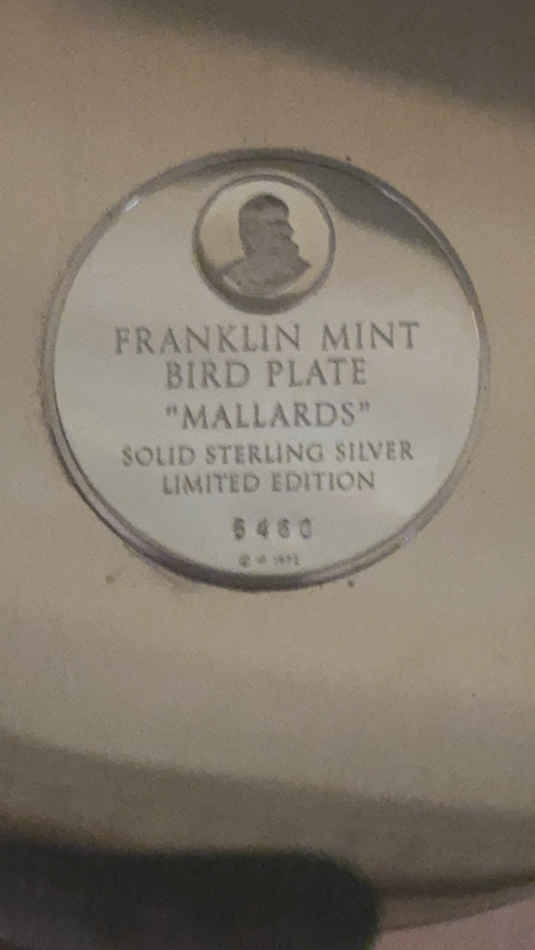 FRANKLIN MINT
BIRD PLATE
"MALLARDS"
SOLID STERLING SILVER
LIMITED EDITION
©